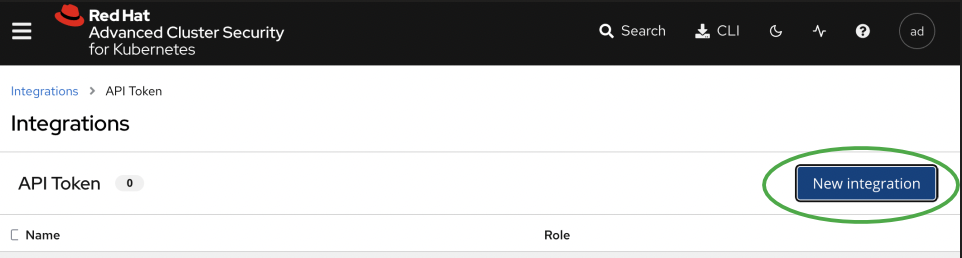 Red Hat
Advanced Cluster Security
for Kubernetes
Search
CLI
ad
Integrations > API Token
Integrations
API Token 0
New integration
Name Role